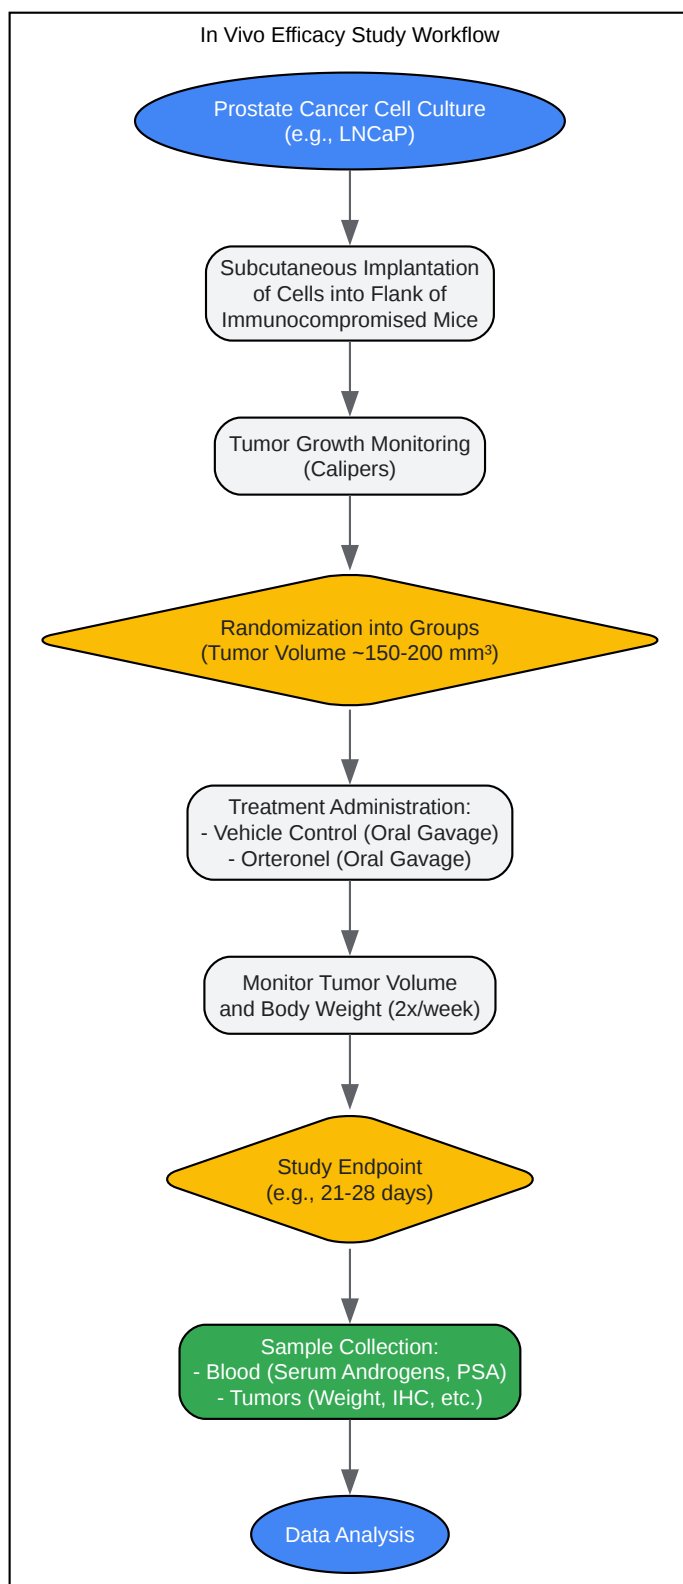 In Vivo Efficacy Study Workflow
Prostate Cancer Cell Culture
(e.g., LNCaP)
Subcutaneous Implantation
of Cells into Flank of
Immunocompromised Mice
Tumor Growth Monitoring
(Calipers)
Randomization into Groups
(Tumor Volume ~150-200 mm³)
Treatment Administration:
- Vehicle Control (Oral Gavage)
- Orteronel (Oral Gavage)
Monitor Tumor Volume
and Body Weight (2x/week)
Study Endpoint
(e.g., 21-28 days)
Sample Collection:
- Blood (Serum Androgens, PSA)
- Tumors (Weight, IHC, etc.)
Data Analysis